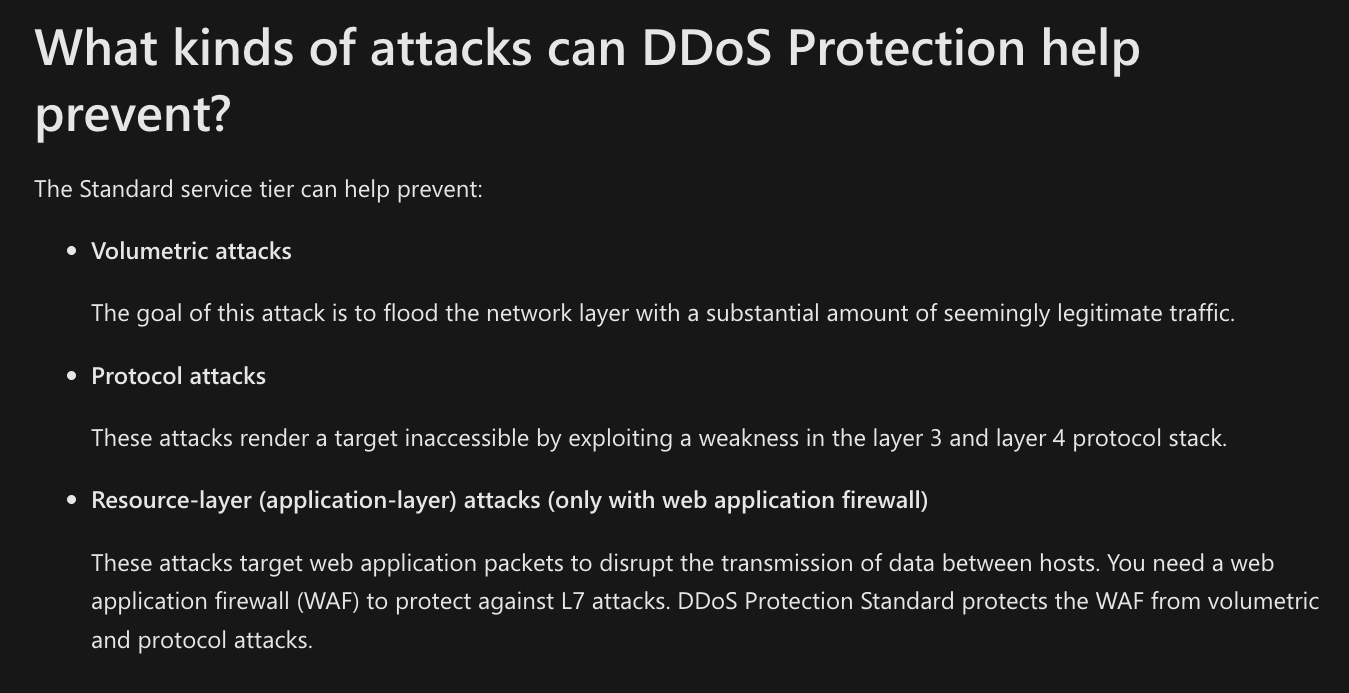 What kinds of attacks can DDoS Protection help
prevent?
The Standard service tier can help prevent:
• Volumetric attacks
The goal of this attack is to flood the network layer with a substantial amount of seemingly legitimate traffic.
• Protocol attacks
These attacks render a target inaccessible by exploiting a weakness in the layer 3 and layer 4 protocol stack.
• Resource-layer (application-layer) attacks (only with web application firewall)
These attacks target web application packets to disrupt the transmission of data between hosts. You need a web
application firewall (WAF) to protect against L7 attacks. DDoS Protection Standard protects the WAF from volumetric
and protocol attacks.